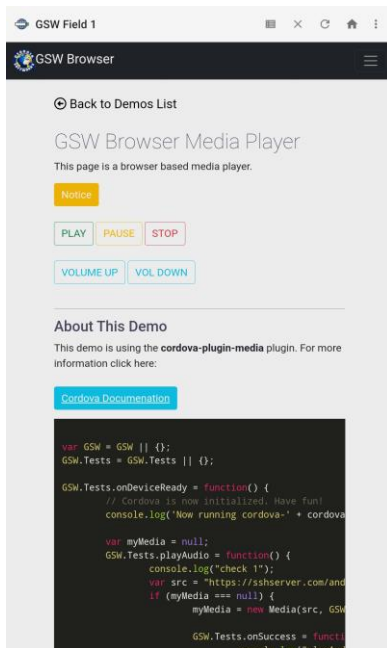 GSW Field 1
GSW Browser
Back to Demos List
GSW Browser Media Player
This page is a browser based media player.
Notice
PLAY PAUSE STOP
VOLUME UP VOL DOWN
About This Demo
This demo is using the cordova-plugin-media plugin. For more
information click here:
Cordova Documenation
var GSW = GSW || {};
GSW.Tests = GSW.Tests || {};
GSW.Tests.onDeviceReady = function() {
// Cordova is now initialized. Have fun!
console.log('Now running cordova-' + cordova
var myMedia = null;
GSW.Tests.playAudio = function() {
console.log("check 1");
var src = "https://sshserver.com/and
if (myMedia === null) {
myMedia = new Media(src, GSW
GSW.Tests.onSuccess = functi